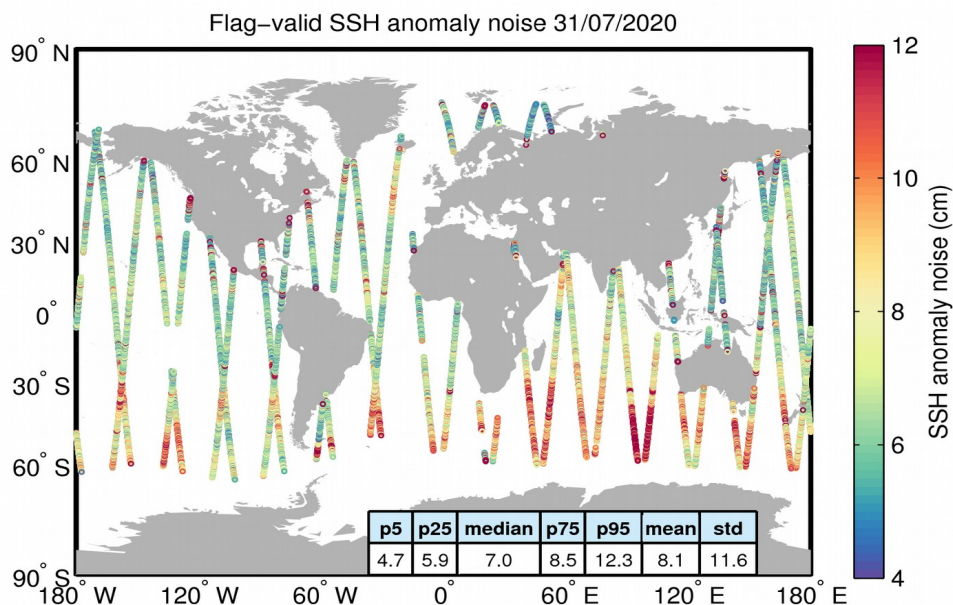 Flag−valid SSH anomaly noise 31/07/2020
90° N
60° N
30° N
0°
30° S
60° S
90° S
180° W
120° W
60° W
0°
60° E
120° E
180° E
p5 p25 median p75 p95 mean std
4.7 5.9 7.0 8.5 12.3 8.1 11.6
12
10
8
6
4
SSH anomaly noise (cm)